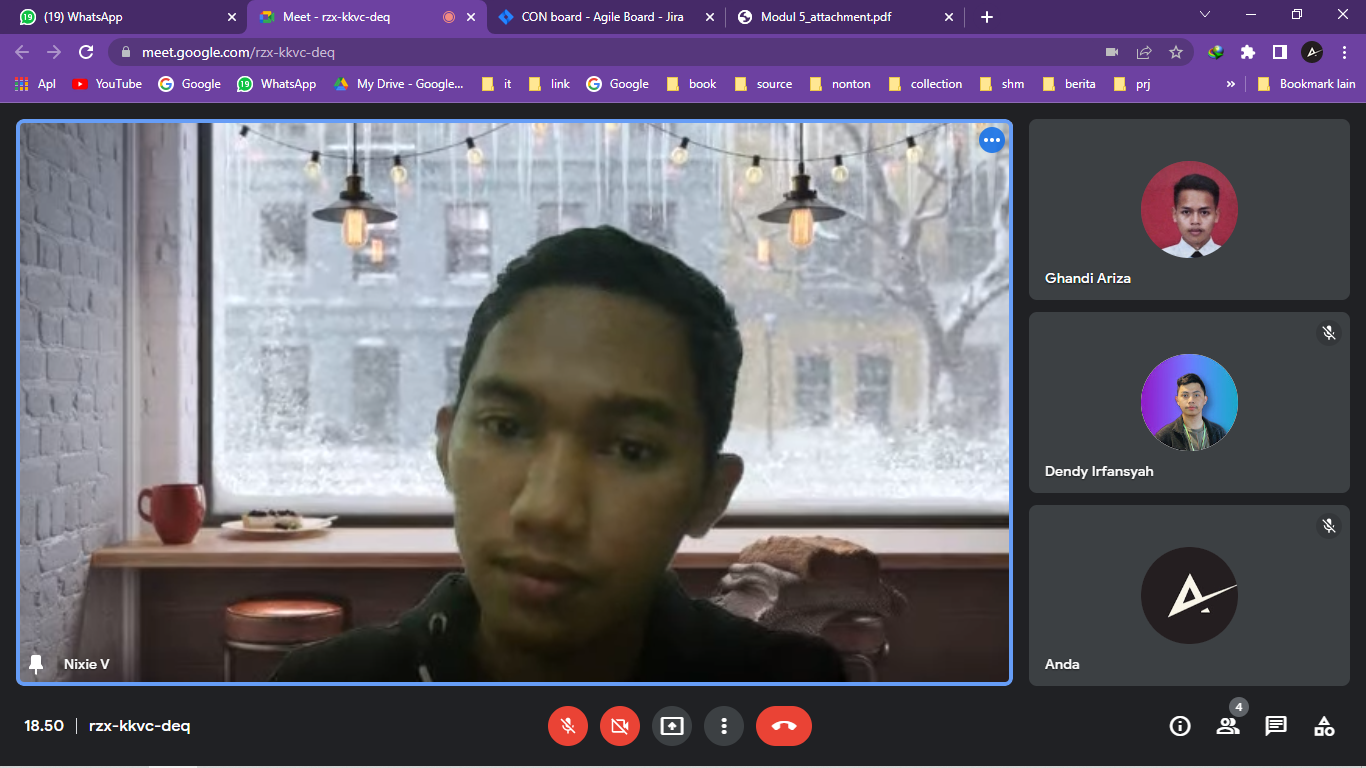 19 (19) WhatsApp
Meet - rzx-kkvc-deq
CON board - Agile Board - Jira
Modul 5_attachment.pdf
meet.google.com/rzx-kkvc-deq
Apl
YouTube
Google
19 WhatsApp
My Drive - Google...
it
link
Google
book
source
nonton
collection
shm
berita
prj
»
Bookmark lain
Ghandi Ariza
Dendy Irfansyah
Nixie V
Anda
18.50 | rzx-kkvc-deq
4